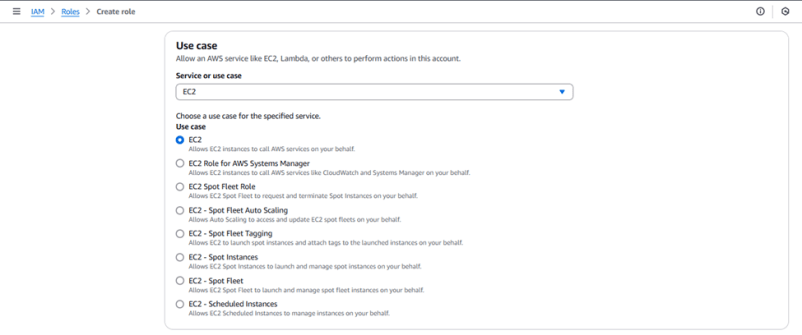 IAM > Roles > Create role
Use case
Allow an AWS service like EC2, Lambda, or others to perform actions in this account.
Service or use case
EC2
Choose a use case for the specified service.
Use case
EC2
Allows EC2 instances to call AWS services on your behalf.
EC2 Role for AWS Systems Manager
Allows EC2 instances to call AWS services like CloudWatch and Systems Manager on your behalf.
EC2 Spot Fleet Role
Allows EC2 Spot Fleet to request and terminate Spot Instances on your behalf.
EC2 - Spot Fleet Auto Scaling
Allows Auto Scaling to access and update EC2 spot fleets on your behalf.
EC2 - Spot Fleet Tagging
Allows EC2 to launch spot instances and attach tags to the launched instances on your behalf.
EC2 - Spot Instances
Allows EC2 Spot Instances to launch and manage spot instances on your behalf.
EC2 - Spot Fleet
Allows EC2 Spot Fleet to launch and manage spot fleet instances on your behalf.
EC2 - Scheduled Instances
Allows EC2 Scheduled Instances to manage instances on your behalf.